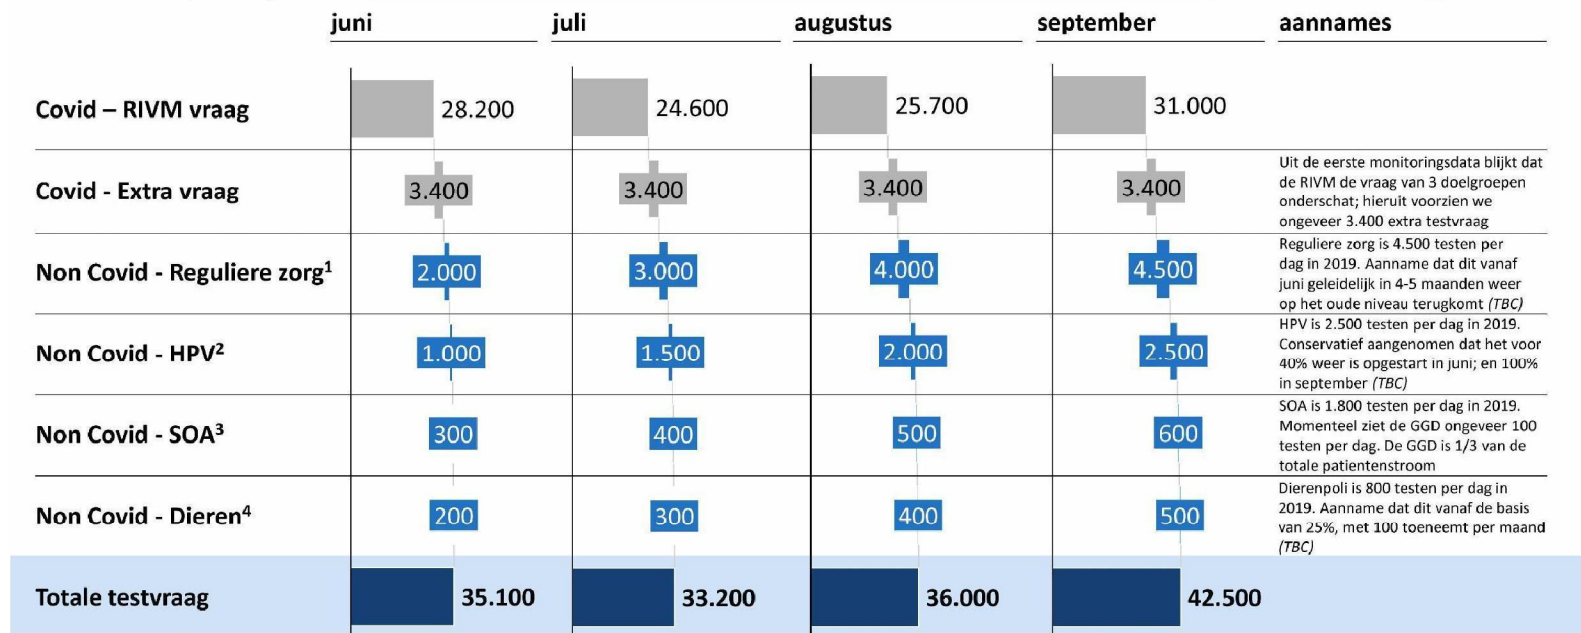 juni juli augustus september aannames
Covid – RIVM vraag 28.200 24.600 25.700 31.000
Covid - Extra vraag 3.400 3.400 3.400 3.400
Uit de eerste monitoringsdata blijkt dat
de RIVM de vraag van 3 doelgroepen
onderschat; hieruit voorzien we
ongeveer 3.400 extra testvraag
Non Covid - Reguliere zorg¹ 2.000 3.000 4.000 4.500
Reguliere zorg is 4.500 testen per
dag in 2019. Aanname dat dit vanaf
juni geleidelijk in 4-5 maanden weer
op het oude niveau terugkomt (TBC)
Non Covid - HPV² 1.000 1.500 2.000 2.500
HPV is 2.500 testen per dag in 2019.
Conservatief aangenomen dat het voor
40% weer is opgestart in juni; en 100%
in september (TBC)
Non Covid - SOA³ 300 400 500 600
SOA is 1.800 testen per dag in 2019.
Momenteel ziet de GGD ongeveer 100
testen per dag. De GGD is 1/3 van de
totale patientenstroom
Non Covid - Dieren⁴ 200 300 400 500
Dierenpoli is 800 testen per dag in
2019. Aanname dat dit vanaf de basis
van 25%, met 100 toeneemt per maand
(TBC)
Totale testvraag 35.100 33.200 36.000 42.500